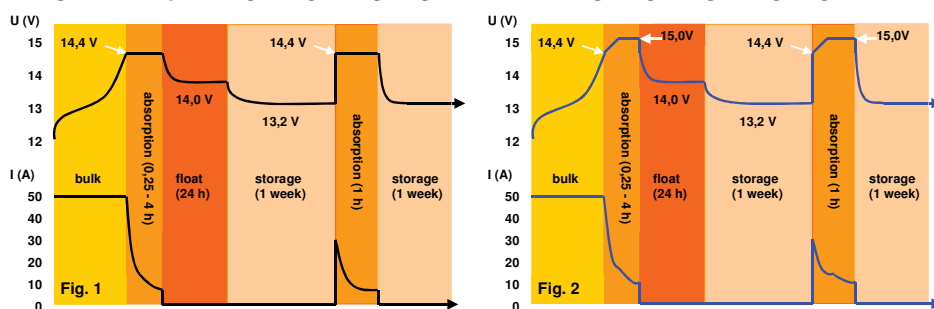 U (V)
15
14
13
12
14,4 V
14,4 V
14,0 V
13,2 V
absorption (0,25 - 4 h)
absorption (1 h)
I (A)
50
40
30
20
10
0
bulk
float
(24 h)
storage
(1 week)
storage
(1 week)
Fig. 1
U (V)
15
14
13
12
14,4 V
15,0V
14,4 V
15,0V
14,0 V
13,2 V
absorption (0,25 - 4 h)
absorption (1 h)
I (A)
50
40
30
20
10
0
bulk
float
(24 h)
storage
(1 week)
storage
(1 week)
Fig. 2